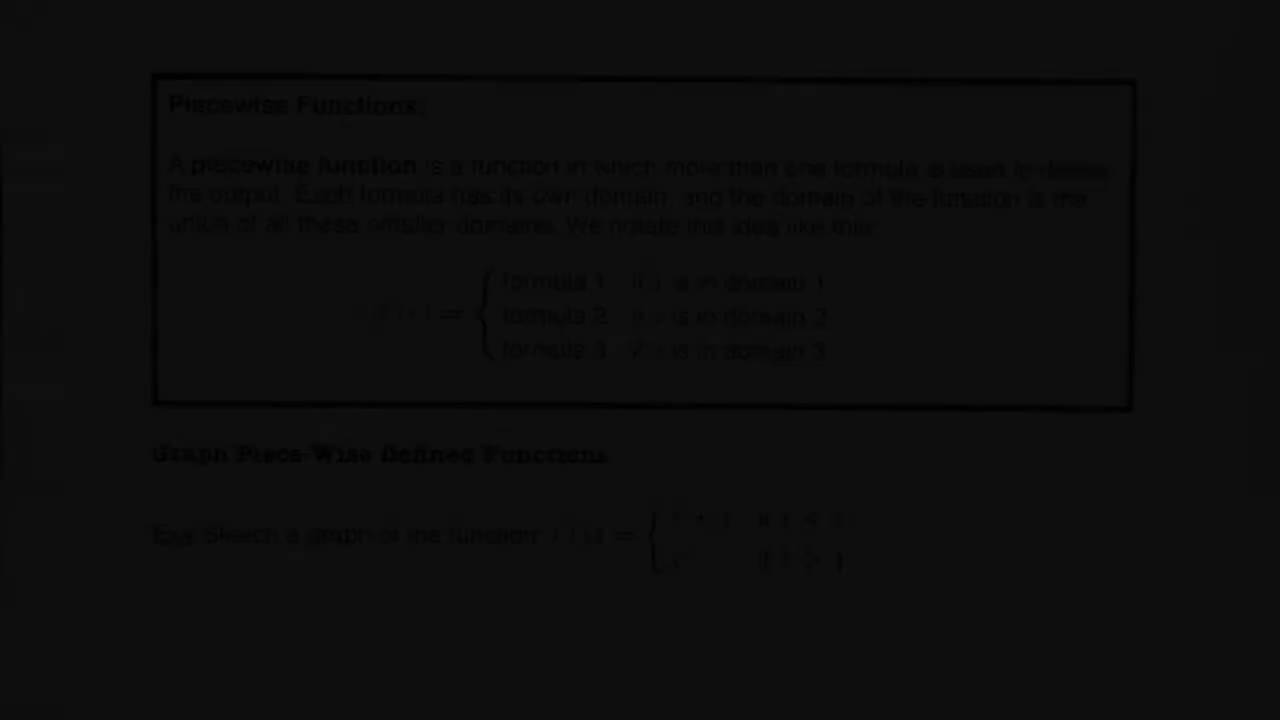 Piecewise Functions:
A piecewise function is a function in which more than one formula is used to define
the output. Each formula has its own domain, and the domain of the function is the
union of all these smaller domains. We notate this idea like this:
formula 1 if x is in domain 1
f(x) = { formula 2 if x is in domain 2
formula 3 if x is in domain 3
Graph Piece-Wise Defined Functions
Ex: Sketch a graph of the function f(x) = {